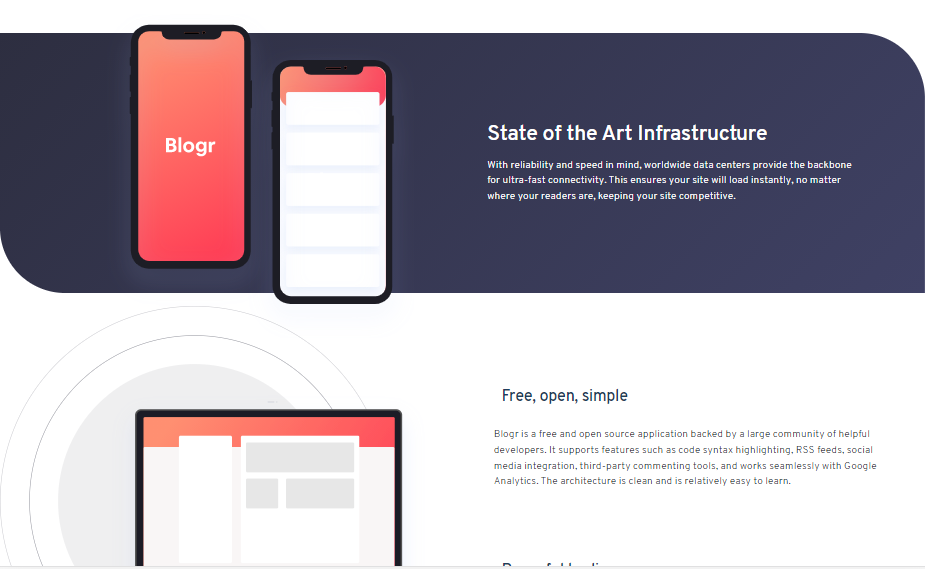 Blogr
State of the Art Infrastructure
With reliability and speed in mind, worldwide data centers provide the backbone
for ultra-fast connectivity. This ensures your site will load instantly, no matter
where your readers are, keeping your site competitive.
Free, open, simple
Blogr is a free and open source application backed by a large community of helpful
developers. It supports features such as code syntax highlighting, RSS feeds, social
media integration, third-party commenting tools, and works seamlessly with Google
Analytics. The architecture is clean and is relatively easy to learn.